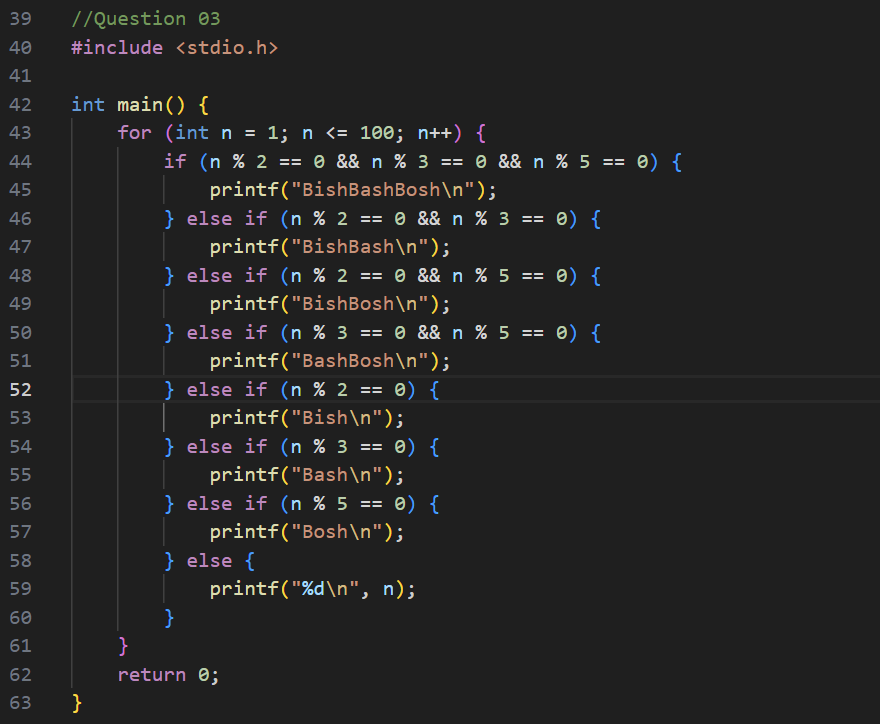 39 //Question 03
40 #include <stdio.h>
41
42 int main() {
43     for (int n = 1; n <= 100; n++) {
44         if (n % 2 == 0 && n % 3 == 0 && n % 5 == 0) {
45             printf("BishBashBosh\n");
46         } else if (n % 2 == 0 && n % 3 == 0) {
47             printf("BishBash\n");
48         } else if (n % 2 == 0 && n % 5 == 0) {
49             printf("BishBosh\n");
50         } else if (n % 3 == 0 && n % 5 == 0) {
51             printf("BashBosh\n");
52         } else if (n % 2 == 0) {
53             printf("Bish\n");
54         } else if (n % 3 == 0) {
55             printf("Bash\n");
56         } else if (n % 5 == 0) {
57             printf("Bosh\n");
58         } else {
59             printf("%d\n", n);
60         }
61     }
62     return 0;
63 }